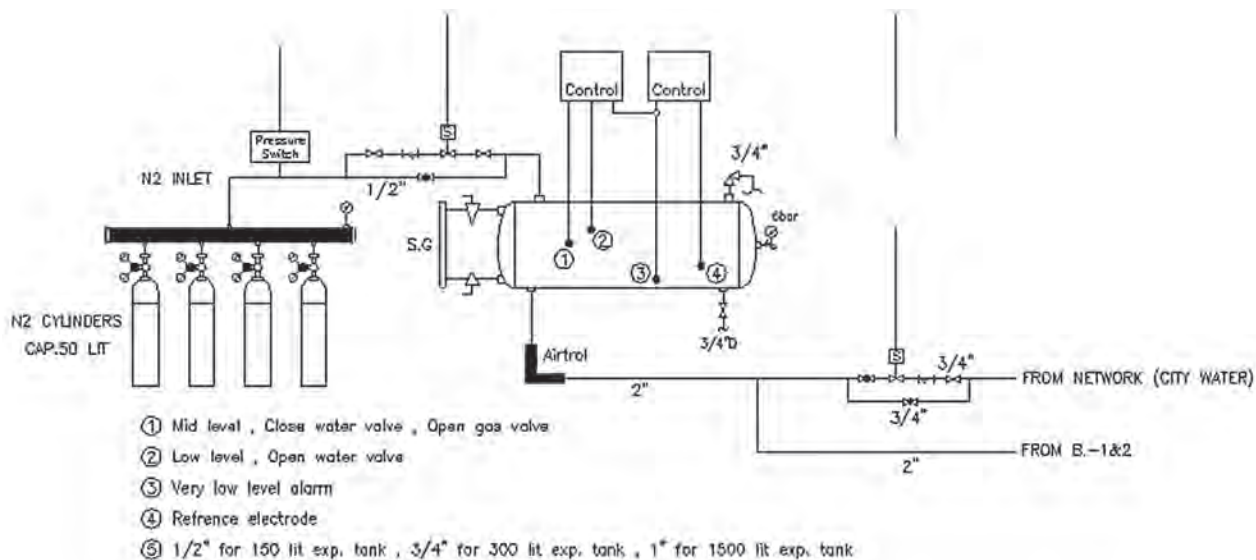 Control
Control
Pressure
Switch
S
3/4"
N2 INLET
1/2"
6bar
S.G
1
2
3
4
N2 CYLINDERS
CAP.50 LIT
3/4"D
Airtrol
S
3/4"
2"
FROM NETWORK (CITY WATER)
3/4"
2"
FROM B.-1&2
① Mid level , Close water valve , Open gas valve
② Low level , Open water valve
③ Very low level alarm
④ Refrence electrode
Ⓢ 1/2" for 150 lit exp. tank , 3/4" for 300 lit exp. tank , 1" for 1500 lit exp. tank